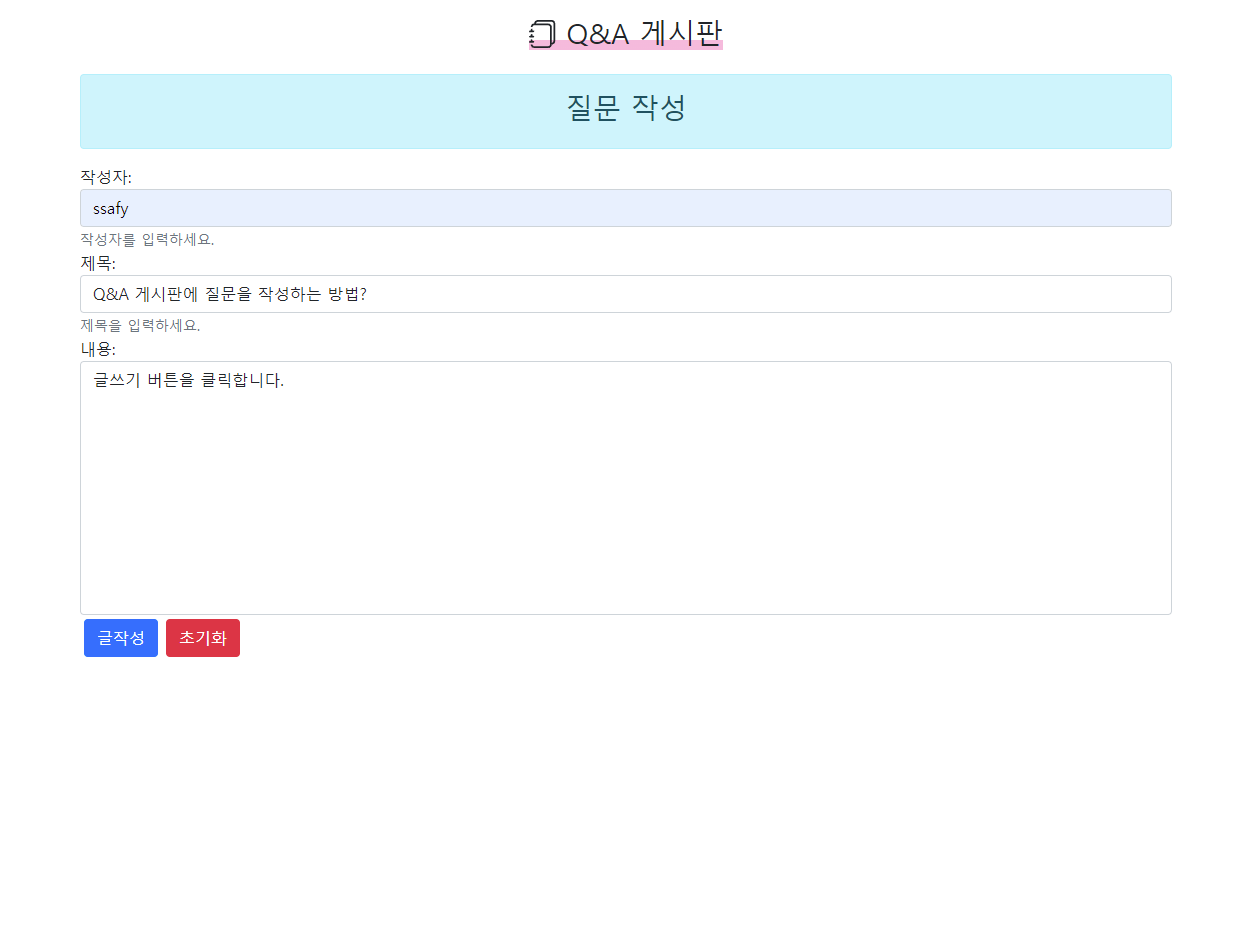 Q&A 게시판
질문 작성
작성자:
ssafy
작성자를 입력하세요.
제목:
Q&A 게시판에 질문을 작성하는 방법?
제목을 입력하세요.
내용:
글쓰기 버튼을 클릭합니다.
글작성 초기화